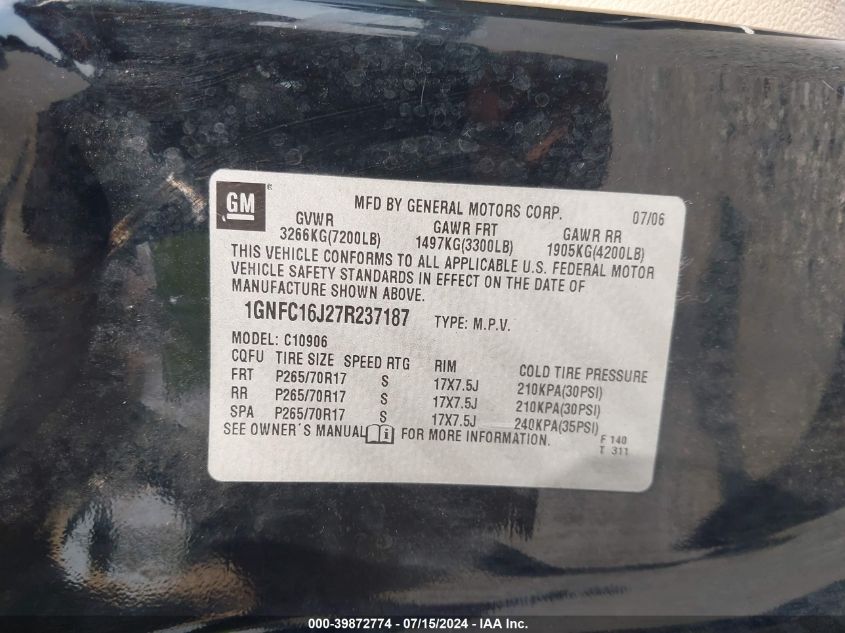 GM ® MFD BY GENERAL MOTORS CORP. 07/06
GVWR GAWR FRT GAWR RR
3266KG(7200LB) 1497KG(3300LB) 1905KG(4200LB)
THIS VEHICLE CONFORMS TO ALL APPLICABLE U.S. FEDERAL MOTOR
VEHICLE SAFETY STANDARDS IN EFFECT ON THE DATE OF
MANUFACTURE SHOWN ABOVE.
1GNFC16J27R237187 TYPE: M.P.V.
MODEL: C10906
CQFU TIRE SIZE SPEED RTG RIM COLD TIRE PRESSURE
FRT P265/70R17 S 17X7.5J 210KPA(30PSI)
RR P265/70R17 S 17X7.5J 210KPA(30PSI)
SPA P265/70R17 S 17X7.5J 240KPA(35PSI)
SEE OWNER'S MANUAL i FOR MORE INFORMATION. F 140
T 311
000-39872774 / 07/15/2024 - IAA Inc.